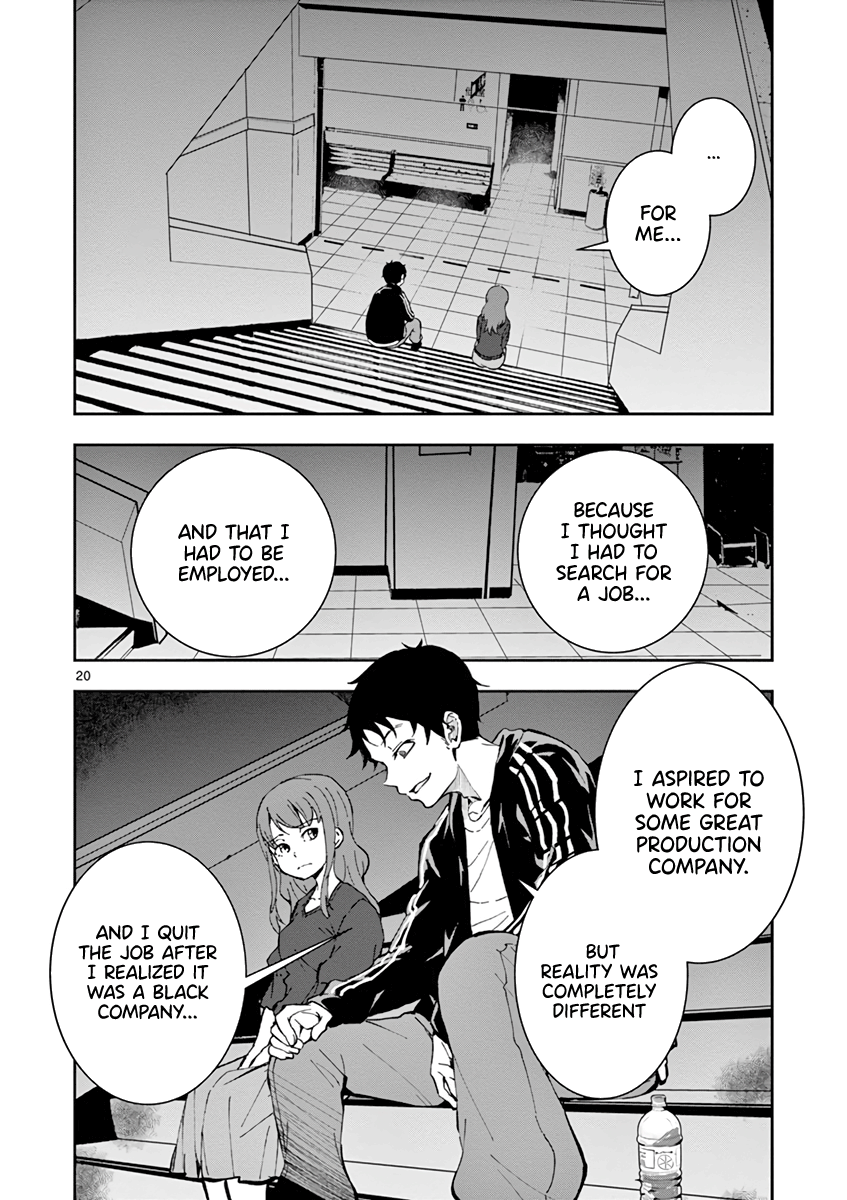 ...
FOR
ME...
BECAUSE
I THOUGHT
I HAD TO
SEARCH FOR
A JOB...
AND THAT I
HAD TO BE
EMPLOYED...
20
I ASPIRED TO
WORK FOR
SOME GREAT
PRODUCTION
COMPANY.
BUT
REALITY WAS
COMPLETELY
DIFFERENT
AND I QUIT
THE JOB AFTER
I REALIZED IT
WAS A BLACK
COMPANY...